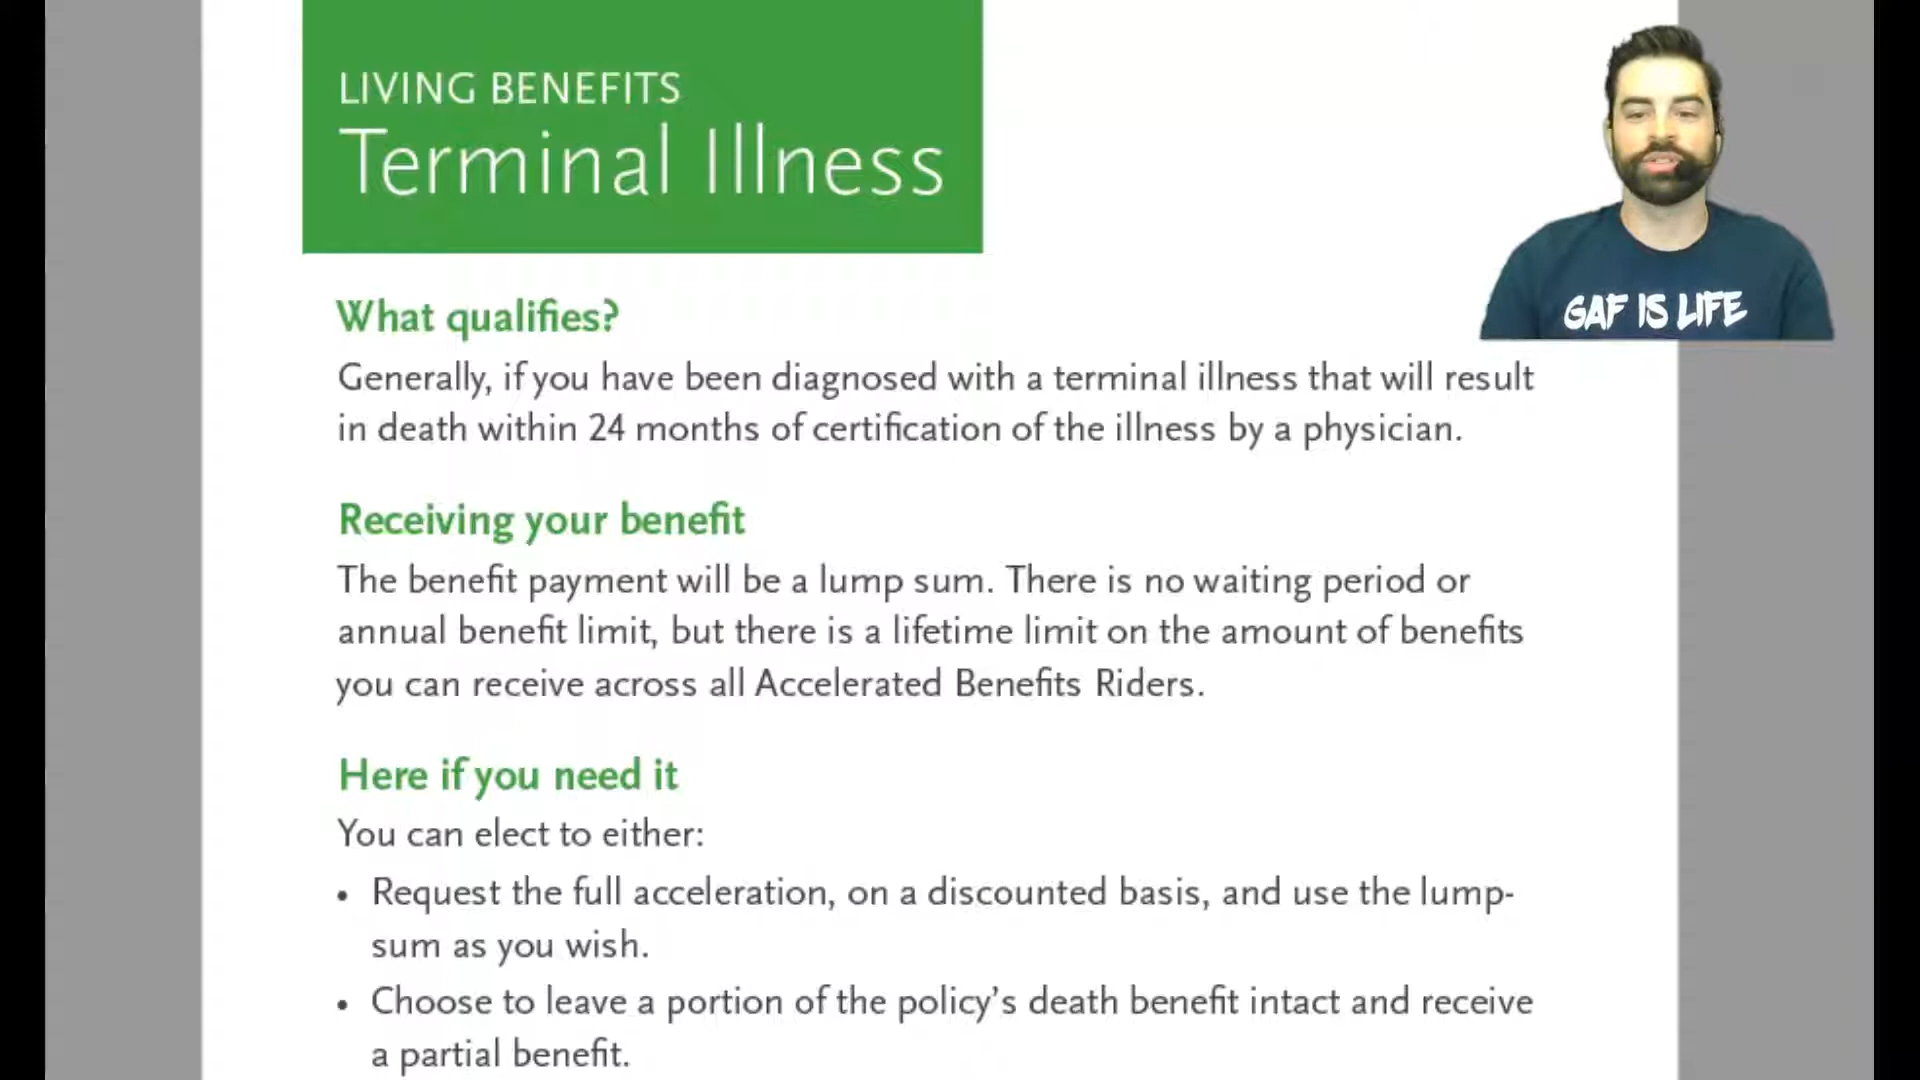 LIVING BENEFITS
Terminal Illness
GAF IS LIFE
What qualifies?
Generally, if you have been diagnosed with a terminal illness that will result
in death within 24 months of certification of the illness by a physician.
Receiving your benefit
The benefit payment will be a lump sum. There is no waiting period or
annual benefit limit, but there is a lifetime limit on the amount of benefits
you can receive across all Accelerated Benefits Riders.
Here if you need it
You can elect to either:
• Request the full acceleration, on a discounted basis, and use the lump-
sum as you wish.
• Choose to leave a portion of the policy's death benefit intact and receive
a partial benefit.